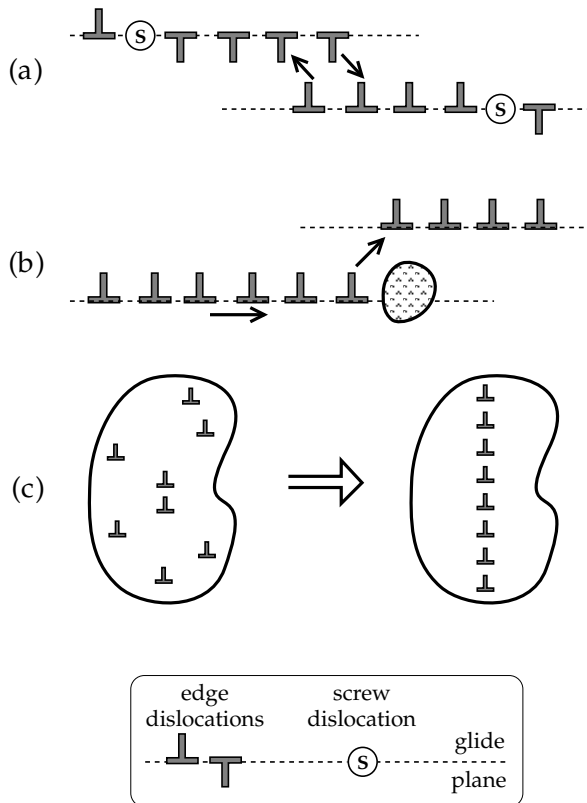 (a)
S
S
(b)
(c)
edge
dislocations
screw
dislocation
S
glide
plane